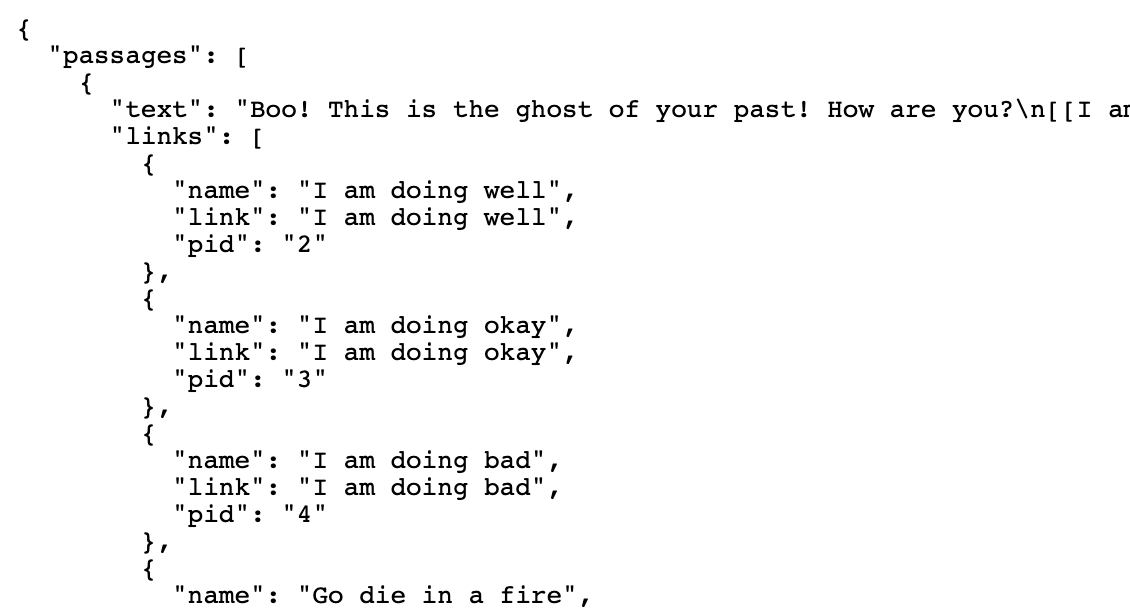 {
  "passages": [
    {
      "text": "Boo! This is the ghost of your past! How are you?\n[[I am
      "links": [
        {
          "name": "I am doing well",
          "link": "I am doing well",
          "pid": "2"
        },
        {
          "name": "I am doing okay",
          "link": "I am doing okay",
          "pid": "3"
        },
        {
          "name": "I am doing bad",
          "link": "I am doing bad",
          "pid": "4"
        },
        {
          "name": "Go die in a fire",